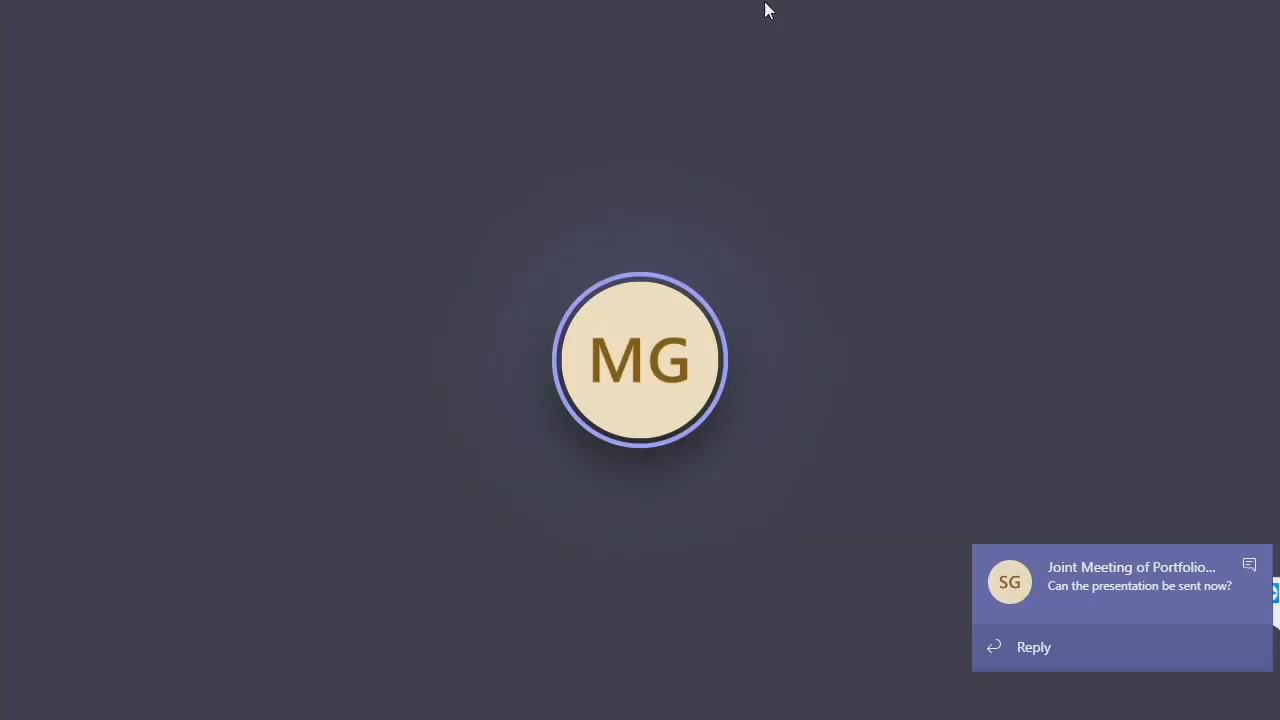 MG
SG
Joint Meeting of Portfolio...
Can the presentation be sent now?
Reply